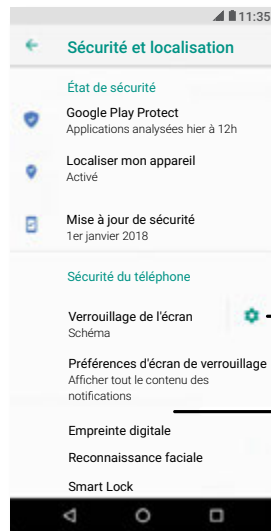 11:35
Sécurité et localisation
État de sécurité
Google Play Protect
Applications analysées hier à 12h
Localiser mon appareil
Activé
Mise à jour de sécurité
1er janvier 2018
Sécurité du téléphone
Verrouillage de l'écran
Schéma
Préférences d'écran de verrouillage
Afficher tout le contenu des
notifications
Empreinte digitale
Reconnaissance faciale
Smart Lock